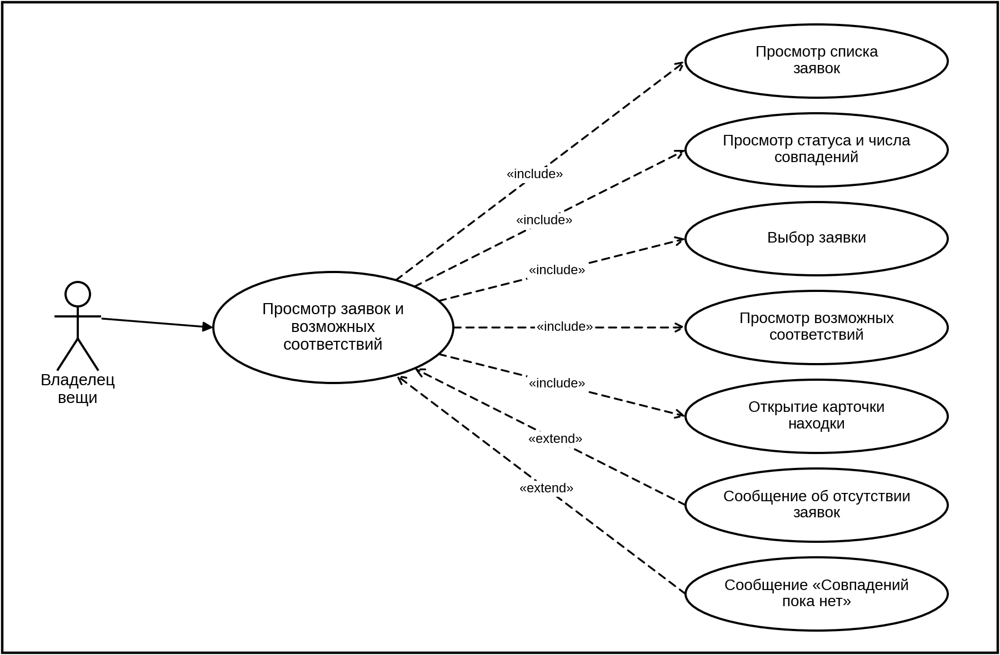 Просмотр списка
заявок
Просмотр статуса и числа
совпадений
«include»
«include»
Выбор заявки
«include»
Просмотр заявок и
возможных
соответствий
«include»
Просмотр возможных
соответствий
Владелец
вещи
«include»
Открытие карточки
находки
«extend»
«extend»
Сообщение об отсутствии
заявок
Сообщение «Совпадений
пока нет»